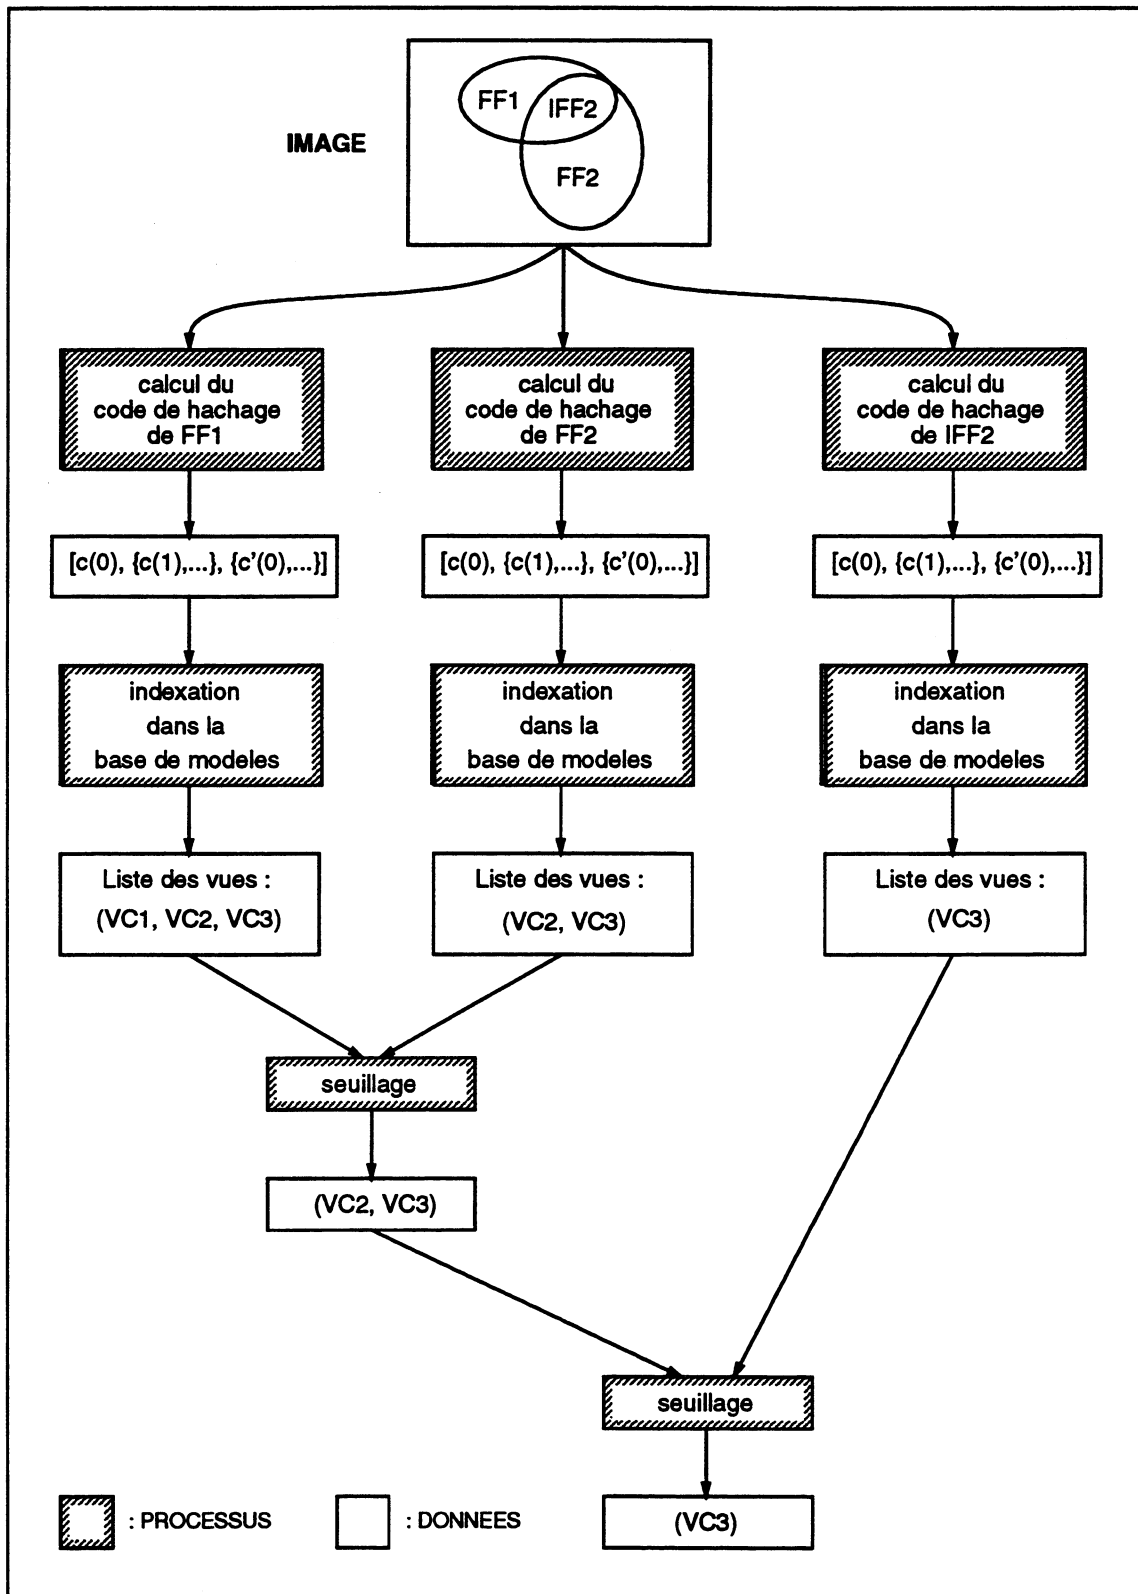 FF1 IFF2
IMAGE
FF2
calcul du
code de hachage
de FF1
calcul du
code de hachage
de FF2
calcul du
code de hachage
de IFF2
[c(0), {c(1),...}, {c'(0),...}]
[c(0), {c(1),...}, {c'(0),...}]
[c(0), {c(1),...}, {c'(0),...}]
indexation
dans la
base de modeles
indexation
dans la
base de modeles
indexation
dans la
base de modeles
Liste des vues :
(VC1, VC2, VC3)
Liste des vues :
(VC2, VC3)
Liste des vues :
(VC3)
seuillage
(VC2, VC3)
seuillage
(VC3)
: PROCESSUS
: DONNEES